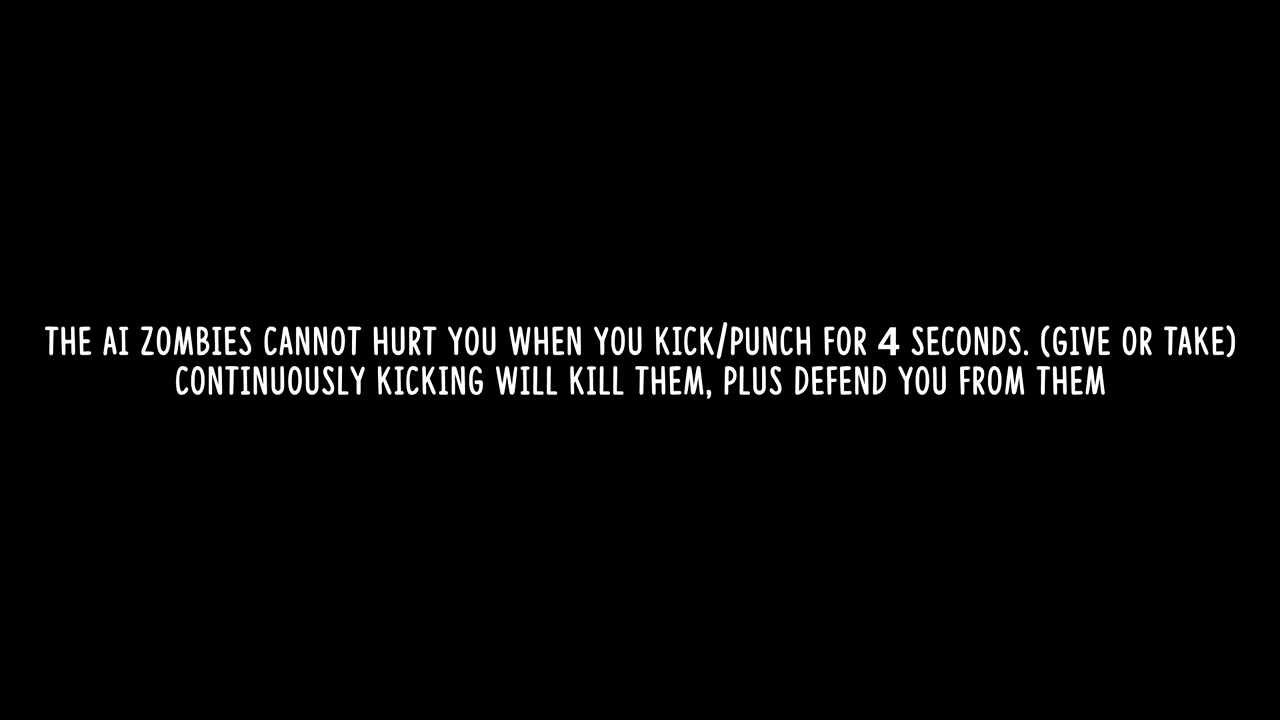 THE AI ZOMBIES CANNOT HURT YOU WHEN YOU KICK/PUNCH FOR 4 SECONDS. (GIVE OR TAKE)
CONTINUOUSLY KICKING WILL KILL THEM, PLUS DEFEND YOU FROM THEM